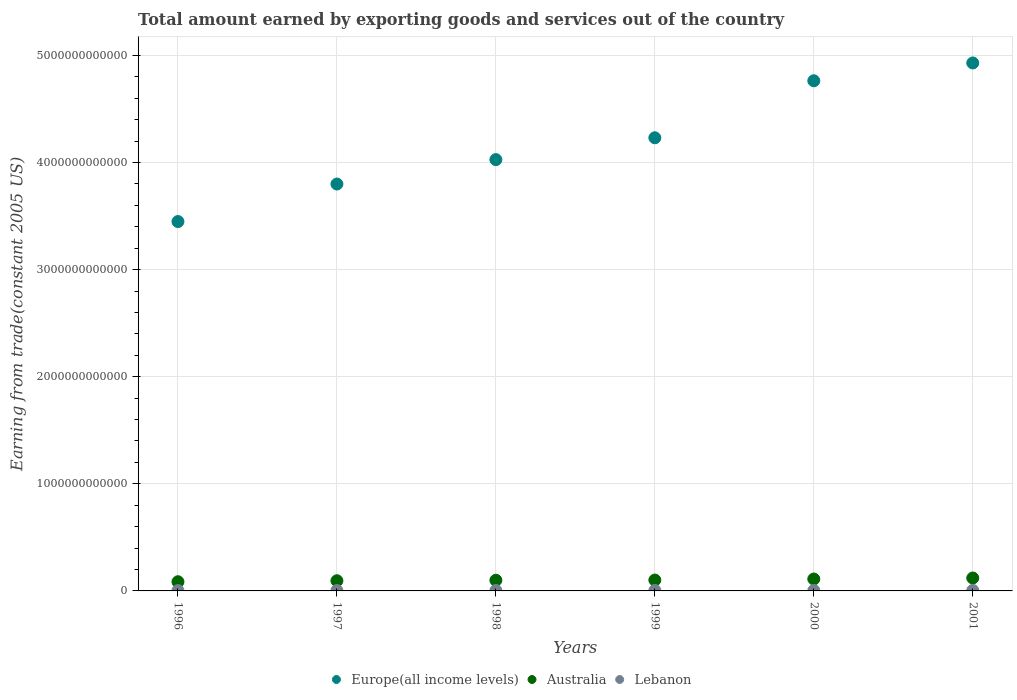 Total amount earned by exporting goods and services out of the country
Earning from trade(constant 2005 US)
5000000000000
4000000000000
3000000000000
2000000000000
1000000000000
0
1996
1997
1998
1999
2000
2001
Years
Europe(all income levels)
Australia
Lebanon